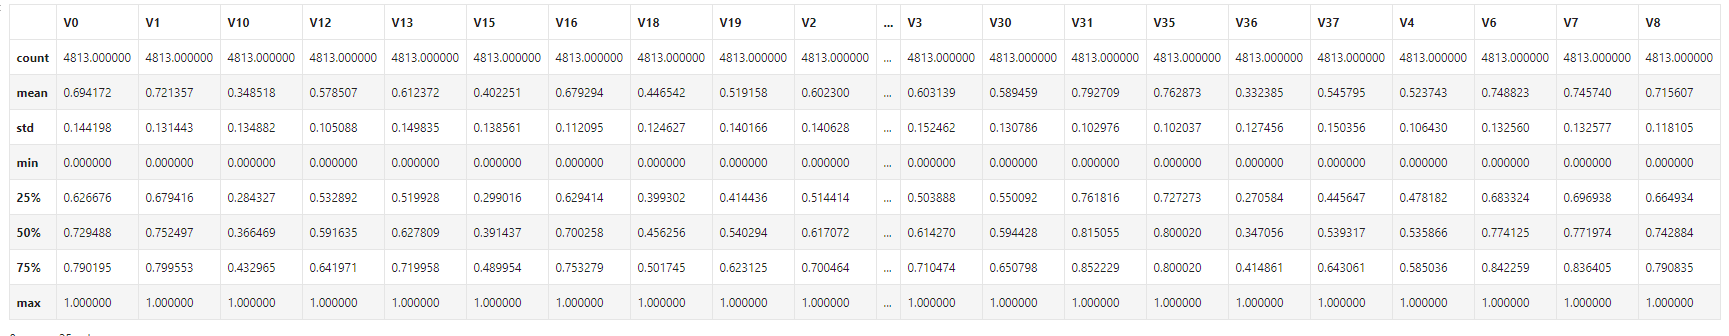 V0 V1 V10 V12 V13 V15 V16 V18 V19 V2 ... V3 V30 V31 V35 V36 V37 V4 V6 V7 V8
count 4813.000000 4813.000000 4813.000000 4813.000000 4813.000000 4813.000000 4813.000000 4813.000000 4813.000000 4813.000000 ... 4813.000000 4813.000000 4813.000000 4813.000000 4813.000000 4813.000000 4813.000000 4813.000000 4813.000000 4813.000000
mean 0.694172 0.721357 0.348518 0.578507 0.612372 0.402251 0.679294 0.446542 0.519158 0.602300 ... 0.603139 0.589459 0.792709 0.762873 0.332385 0.545795 0.523743 0.748823 0.745740 0.715607
std 0.144198 0.131443 0.134882 0.105088 0.149835 0.138561 0.112095 0.124627 0.140166 0.140628 ... 0.152462 0.130786 0.102976 0.102037 0.127456 0.150356 0.106430 0.132560 0.132577 0.118105
min 0.000000 0.000000 0.000000 0.000000 0.000000 0.000000 0.000000 0.000000 0.000000 0.000000 ... 0.000000 0.000000 0.000000 0.000000 0.000000 0.000000 0.000000 0.000000 0.000000 0.000000
25% 0.626676 0.679416 0.284327 0.532892 0.519928 0.299016 0.629414 0.399302 0.414436 0.514414 ... 0.503888 0.550092 0.761816 0.727273 0.270584 0.445647 0.478182 0.683324 0.696938 0.664934
50% 0.729488 0.752497 0.366469 0.591635 0.627809 0.391437 0.700258 0.456256 0.540294 0.617072 ... 0.614270 0.594428 0.815055 0.800020 0.347056 0.539317 0.535866 0.774125 0.771974 0.742884
75% 0.790195 0.799553 0.432965 0.641971 0.719958 0.489954 0.753279 0.501745 0.623125 0.700464 ... 0.710474 0.650798 0.852229 0.800020 0.414861 0.643061 0.585036 0.842259 0.836405 0.790835
max 1.000000 1.000000 1.000000 1.000000 1.000000 1.000000 1.000000 1.000000 1.000000 1.000000 ... 1.000000 1.000000 1.000000 1.000000 1.000000 1.000000 1.000000 1.000000 1.000000 1.000000